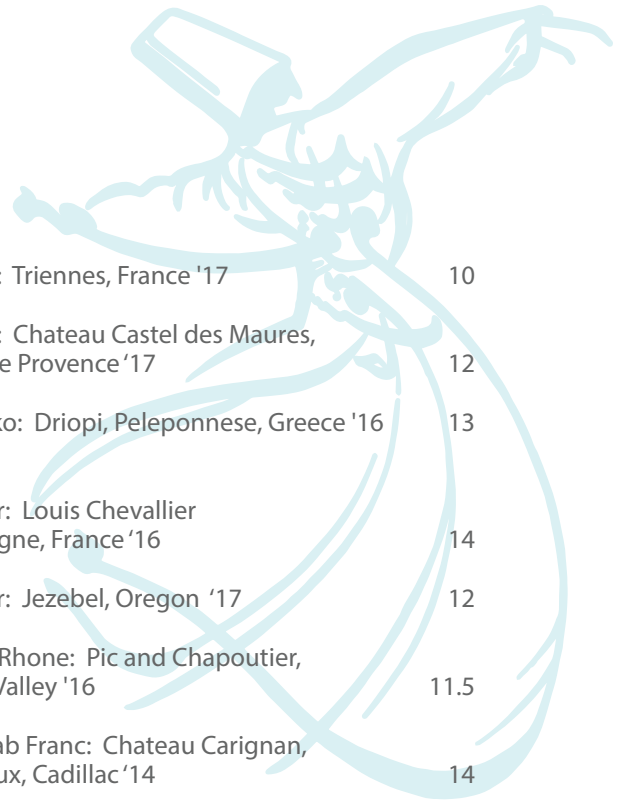 : Triennes, France '17 10
: Chateau Castel des Maures,
e Provence ‘17 12
ko: Driopi, Peleponnese, Greece '16 13
r: Louis Chevallier
gne, France ‘16 14
r: Jezebel, Oregon ‘17 12
Rhone: Pic and Chapoutier,
Valley '16 11.5
ab Franc: Chateau Carignan,
ux, Cadillac ‘14 14